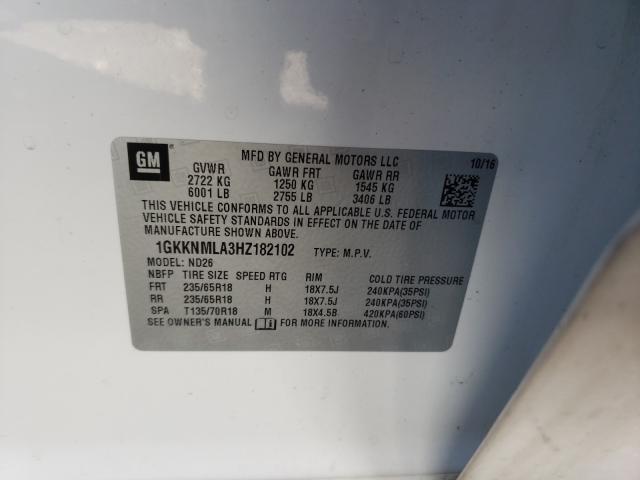 GM
MFD BY GENERAL MOTORS LLC
10/16
GVWR GAWR FRT GAWR RR
2722 KG 1250 KG 1545 KG
6001 LB 2755 LB 3406 LB
THIS VEHICLE CONFORMS TO ALL APPLICABLE U.S. FEDERAL MOTOR
VEHICLE SAFETY STANDARDS IN EFFECT ON THE DATE OF
MANUFACTURE SHOWN ABOVE.
1GKKNMLA3HZ182102 TYPE: M.P.V.
MODEL: ND26
NBFP TIRE SIZE SPEED RTG RIM COLD TIRE PRESSURE
FRT 235/65R18 H 18X7.5J 240KPA(35PSI)
RR 235/65R18 H 18X7.5J 240KPA(35PSI)
SPA T135/70R18 M 18X4.5B 420KPA(60PSI)
SEE OWNER'S MANUAL FOR MORE INFORMATION.